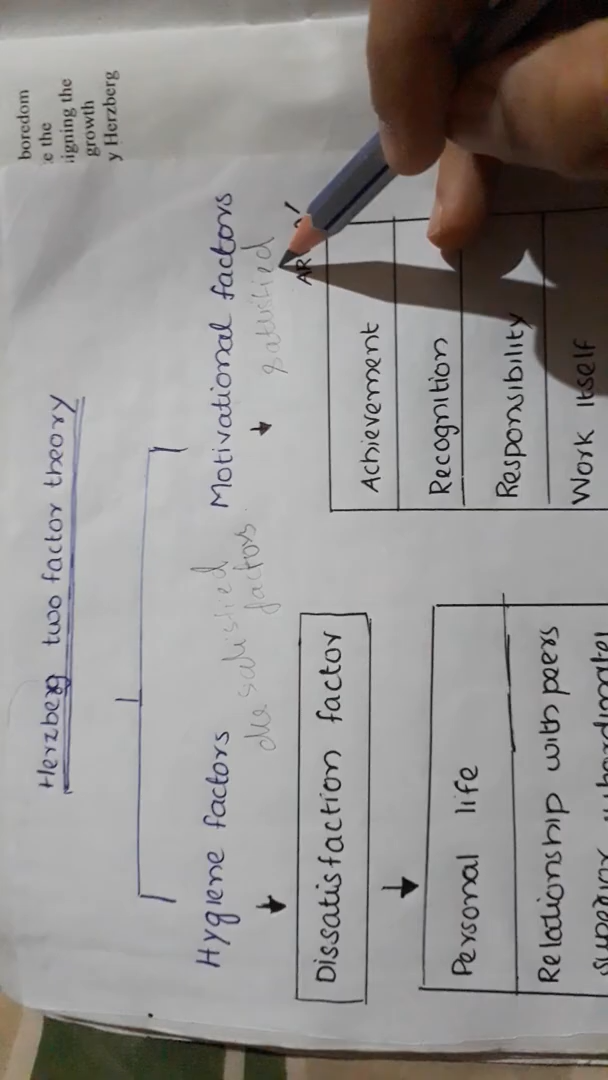 boredom
e the
igning the
growth
y Herzberg
Herzberg two factor theory
Hygiene factors
Motivational factors
dissatisfied
factors.
satisfied
Dissatisfaction factor
Achievement
Recognition
Responsibility
Work itself
Personal life
Relationship with peers